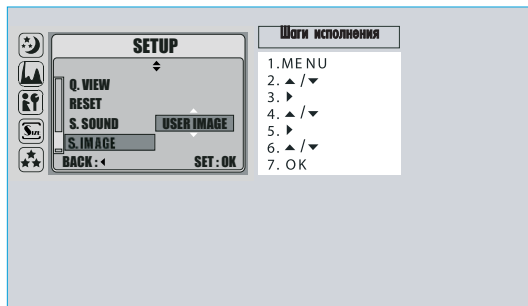 SETUP
Q. VIEW
RESET
S. SOUND
USER IMAGE
S. IMAGE
BACK : ◂
SET : OK
Шаги исполнения
1. MENU
2. ▲ / ▼
3. ▶
4. ▲ / ▼
5. ▶
6. ▲ / ▼
7. OK